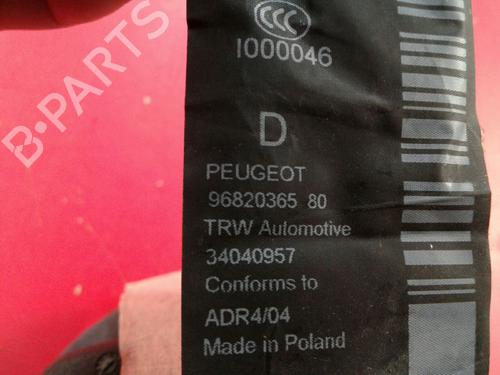 B-PARTS
CCC
I000046
D
PEUGEOT
96820365 80
TRW Automotive
34040957
Conforms to
ADR4/04
Made in Poland